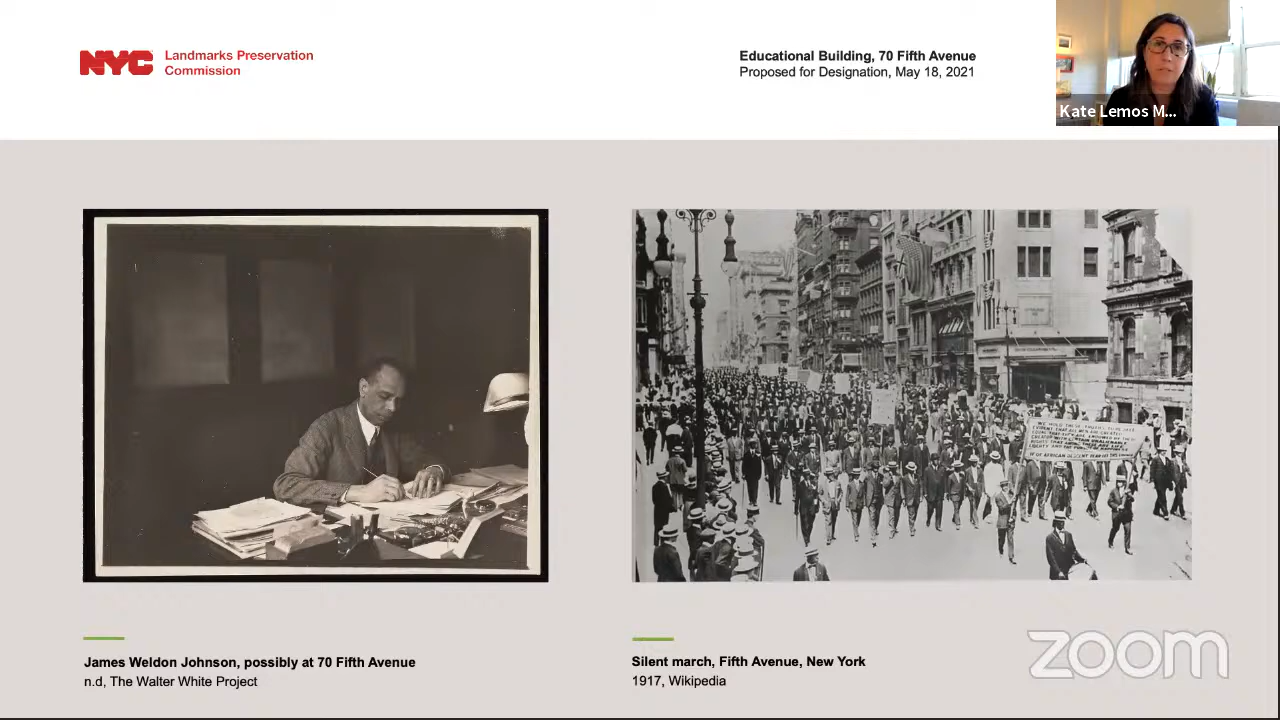 NYC
Landmarks Preservation
Commission
Educational Building, 70 Fifth Avenue
Proposed for Designation, May 18, 2021
Kate Lemos M...
James Weldon Johnson, possibly at 70 Fifth Avenue
n.d, The Walter White Project
Silent march, Fifth Avenue, New York
1917, Wikipedia
zoom